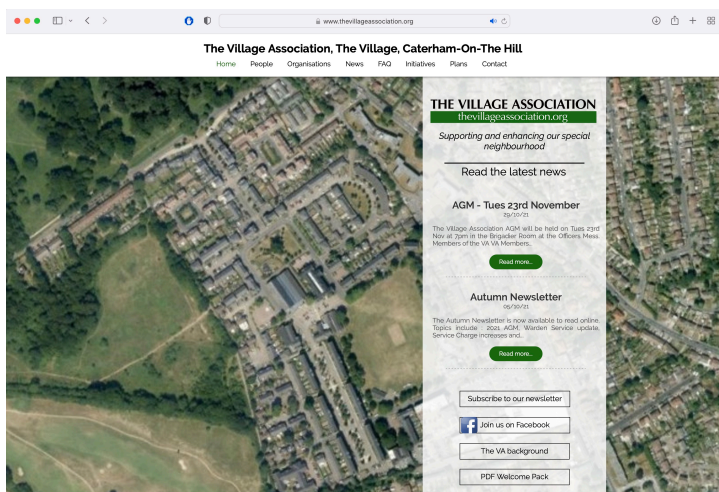 www.thevillageassociation.org
The Village Association, The Village, Caterham-On-The Hill
Home People Organisations News FAQ Initiatives Plans Contact
THE VILLAGE ASSOCIATION
thevillageassociation.org
Supporting and enhancing our special
neighbourhood
Read the latest news
AGM - Tues 23rd November
29/10/21
The Village Association AGM will be held on Tues 23rd
Nov at 7pm in the Brigadier Room at the Officers Mess.
Members of the VA VA Members...
Read more...
Autumn Newsletter
05/10/21
The Autumn Newsletter is now available to read online.
Topics include : 2021 AGM, Warden Service update,
Service Charge increases and...
Read more...
Subscribe to our newsletter
Join us on Facebook
The VA background
PDF Welcome Pack